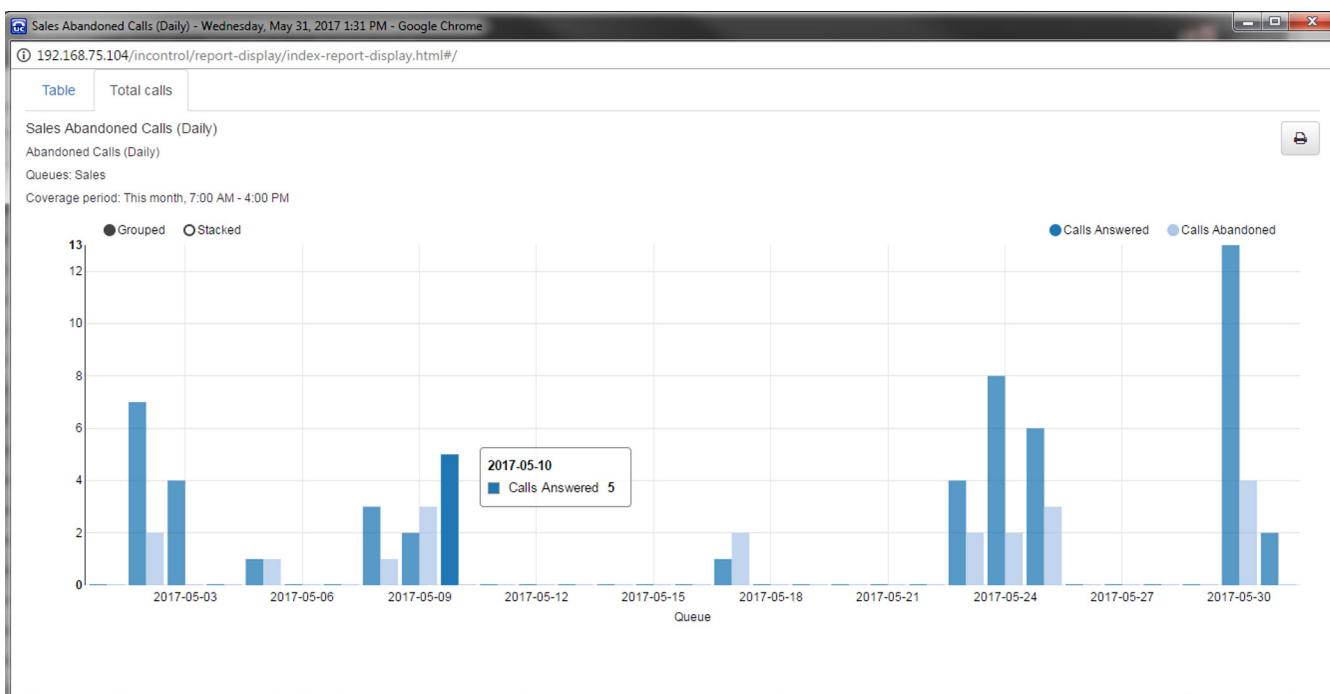 Sales Abandoned Calls (Daily) - Wednesday, May 31, 2017 1:31 PM - Google Chrome
192.168.75.104/incontrol/report-display/index-report-display.html#/
Table Total calls
Sales Abandoned Calls (Daily)
Abandoned Calls (Daily)
Queues: Sales
Coverage period: This month, 7:00 AM - 4:00 PM
Grouped Stacked Calls Answered Calls Abandoned
13
12
10
8
6
4
2
0
2017-05-10
Calls Answered 5
2017-05-03 2017-05-06 2017-05-09 2017-05-12 2017-05-15 2017-05-18 2017-05-21 2017-05-24 2017-05-27 2017-05-30
Queue